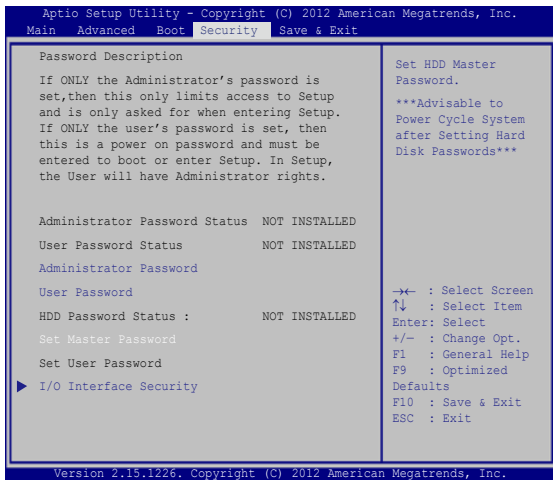 Aptio Setup Utility - Copyright (C) 2012 American Megatrends, Inc.
Main Advanced Boot Security Save & Exit
Password Description
If ONLY the Administrator's password is
set,then this only limits access to Setup
and is only asked for when entering Setup.
If ONLY the user's password is set, then
this is a power on password and must be
entered to boot or enter Setup. In Setup,
the User will have Administrator rights.
Administrator Password Status NOT INSTALLED
User Password Status NOT INSTALLED
Administrator Password
User Password
HDD Password Status : NOT INSTALLED
Set Master Password
Set User Password
I/O Interface Security
Set HDD Master
Password.
***Advisable to
Power Cycle System
after Setting Hard
Disk Passwords***
→← : Select Screen
↑↓ : Select Item
Enter: Select
+/— : Change Opt.
F1 : General Help
F9 : Optimized
Defaults
F10 : Save & Exit
ESC : Exit
Version 2.15.1226. Copyright (C) 2012 American Megatrends, Inc.